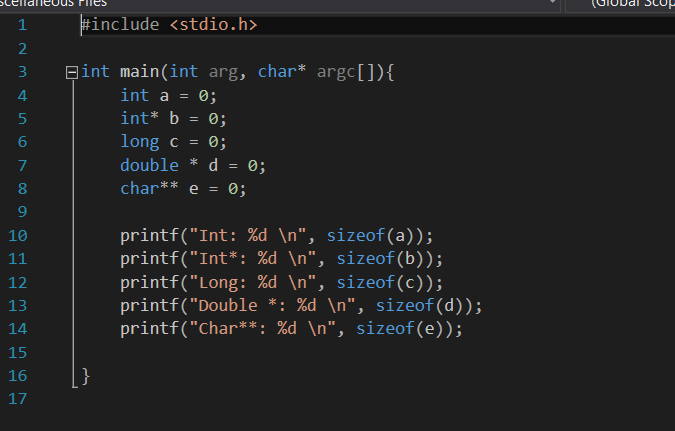 scellaneous Files (Global Scop
1 #include <stdio.h>
2
3 int main(int arg, char* argc[]){
4 int a = 0;
5 int* b = 0;
6 long c = 0;
7 double * d = 0;
8 char** e = 0;
9
10 printf("Int: %d \n", sizeof(a));
11 printf("Int*: %d \n", sizeof(b));
12 printf("Long: %d \n", sizeof(c));
13 printf("Double *: %d \n", sizeof(d));
14 printf("Char**: %d \n", sizeof(e));
15
16 }
17